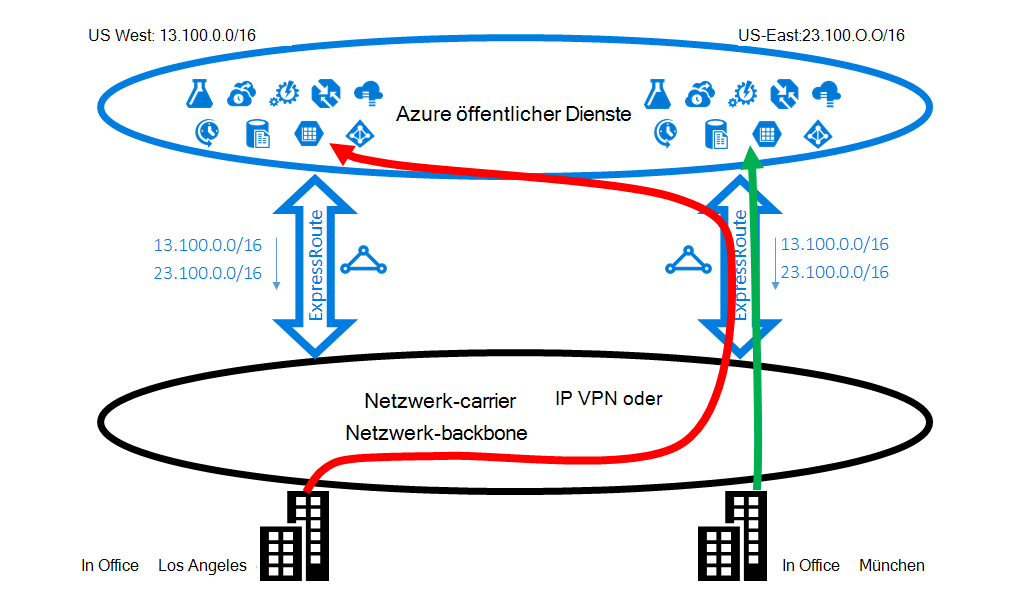 US West: 13.100.0.0/16
US-East:23.100.O.O/16
Azure öffentlicher Dienste
13.100.0.0/16
23.100.0.0/16
ExpressRoute
ExpressRoute
13.100.0.0/16
23.100.0.0/16
Netzwerk-carrier IP VPN oder
Netzwerk-backbone
In Office Los Angeles
In Office München